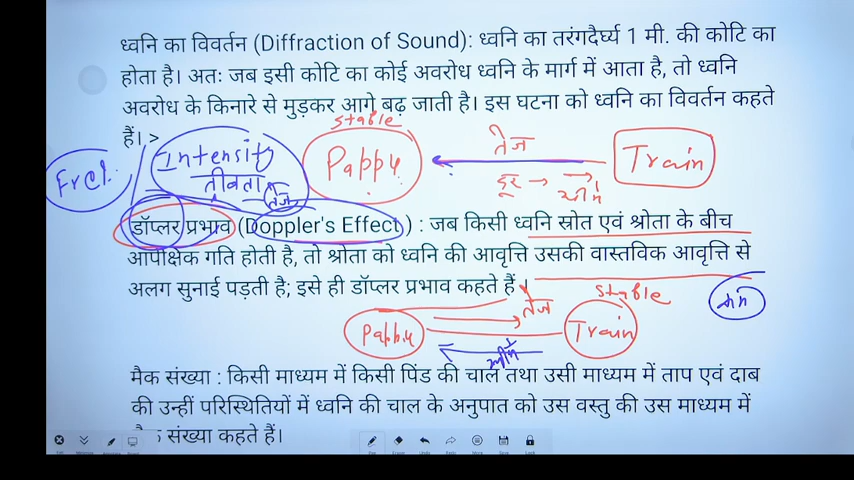 ध्वनि का विवर्तन (Diffraction of Sound): ध्वनि का तरंगदैर्घ्य 1 मी. की कोटि का
होता है। अतः जब इसी कोटि का कोई अवरोध ध्वनि के मार्ग में आता है, तो ध्वनि
अवरोध के किनारे से मुड़कर आगे बढ़ जाती है। इस घटना को ध्वनि का विवर्तन कहते
हैं। >
stable
Intensity
तीव्रता
तेज
Freq.
Pappu
तेज
दूर →
Train
डॉप्लर प्रभाव (Doppler's Effect) : जब किसी ध्वनि स्रोत एवं श्रोता के बीच
आपेक्षिक गति होती है, तो श्रोता को ध्वनि की आवृत्ति उसकी वास्तविक आवृत्ति से
अलग सुनाई पड़ती है; इसे ही डॉप्लर प्रभाव कहते हैं ।
stable
तेज
Pappu
Train
मैक संख्या : किसी माध्यम में किसी पिंड की चाल तथा उसी माध्यम में ताप एवं दाब
की उन्हीं परिस्थितियों में ध्वनि की चाल के अनुपात को उस वस्तु की उस माध्यम में
संख्या कहते हैं।